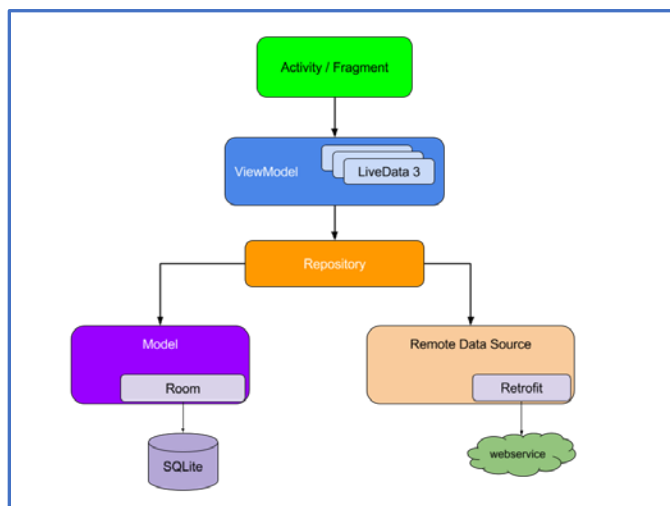 Activity / Fragment
ViewModel
LiveData 3
Repository
Model
Remote Data Source
Room
Retrofit
SQLite
webservice